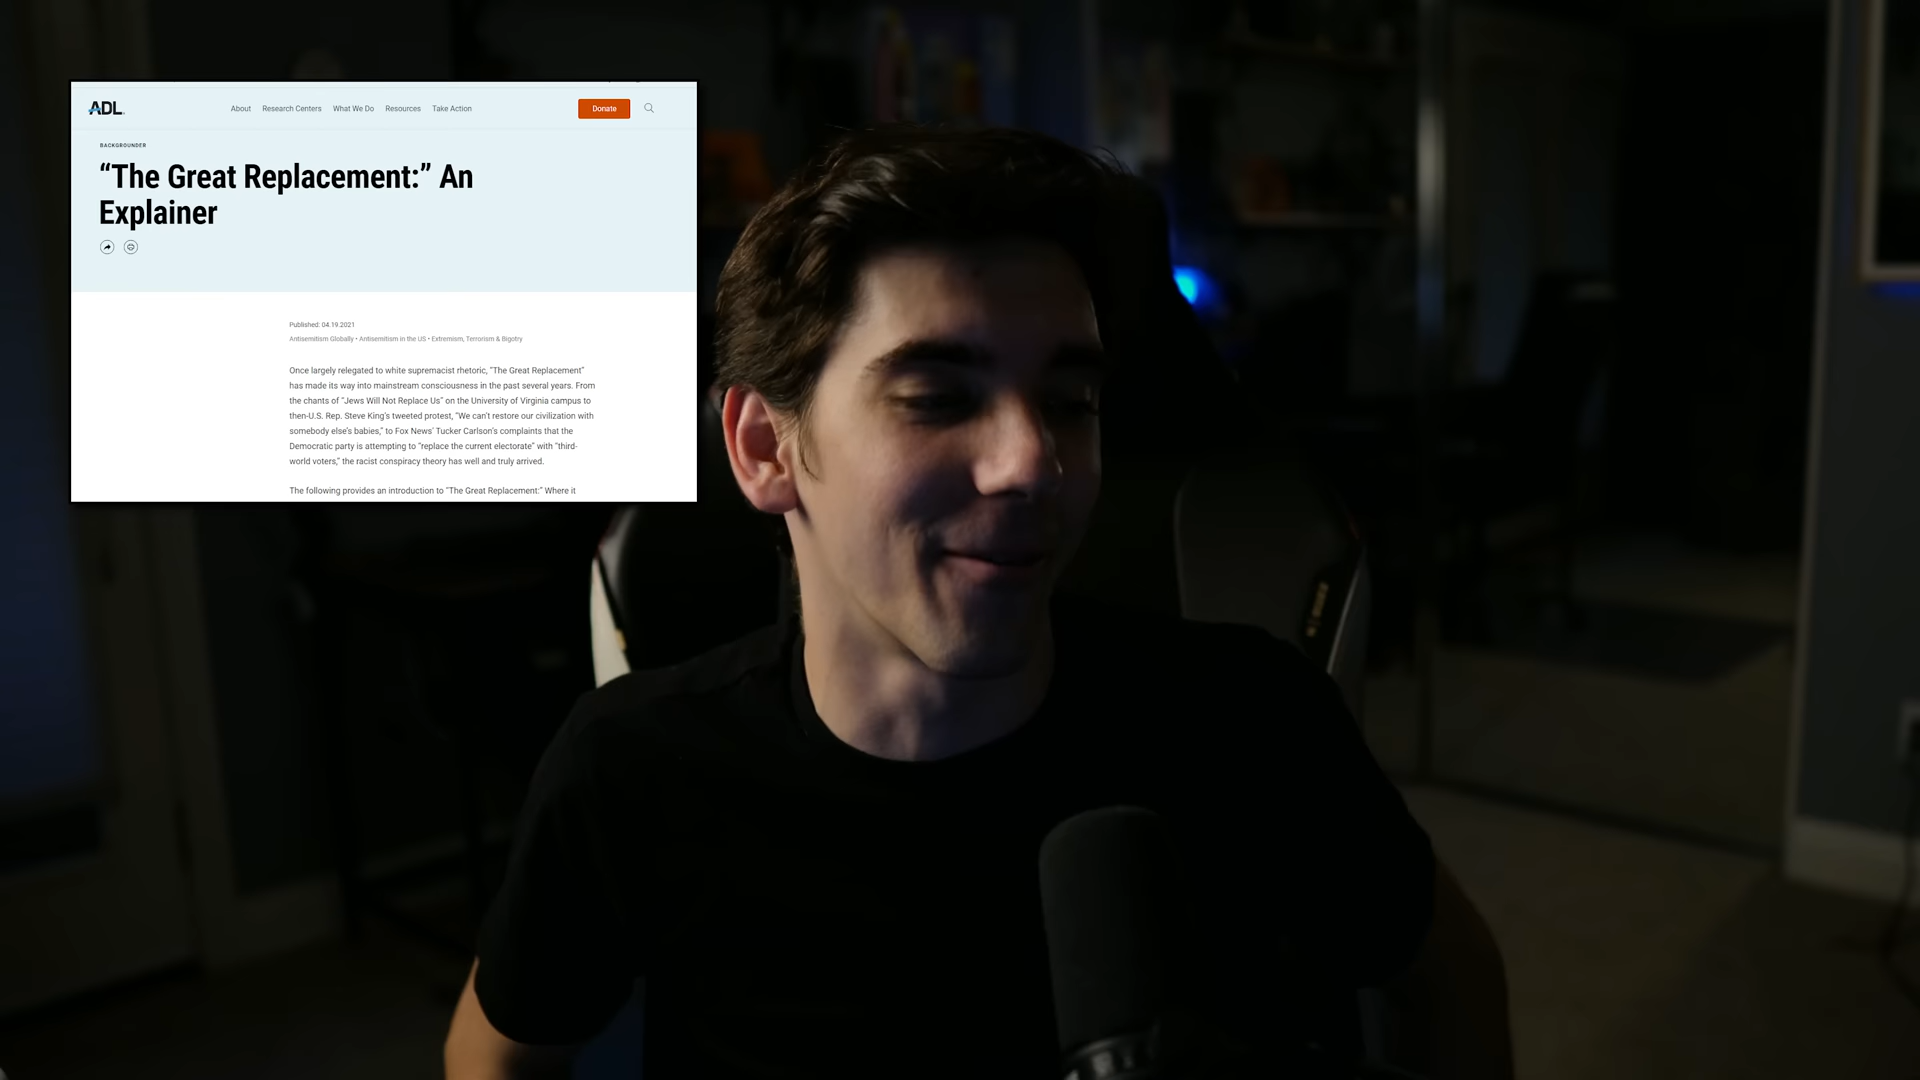 ADL
About Research Centers What We Do Resources Take Action Donate
BACKGROUNDER
“The Great Replacement:” An
Explainer
Published: 04.19.2021
Antisemitism Globally • Antisemitism in the US • Extremism, Terrorism & Bigotry
Once largely relegated to white supremacist rhetoric, “The Great Replacement”
has made its way into mainstream consciousness in the past several years. From
the chants of “Jews Will Not Replace Us” on the University of Virginia campus to
then-U.S. Rep. Steve King’s tweeted protest, “We can’t restore our civilization with
somebody else’s babies,” to Fox News’ Tucker Carlson’s complaints that the
Democratic party is attempting to “replace the current electorate” with “third-
world voters,” the racist conspiracy theory has well and truly arrived.
The following provides an introduction to “The Great Replacement:” Where it